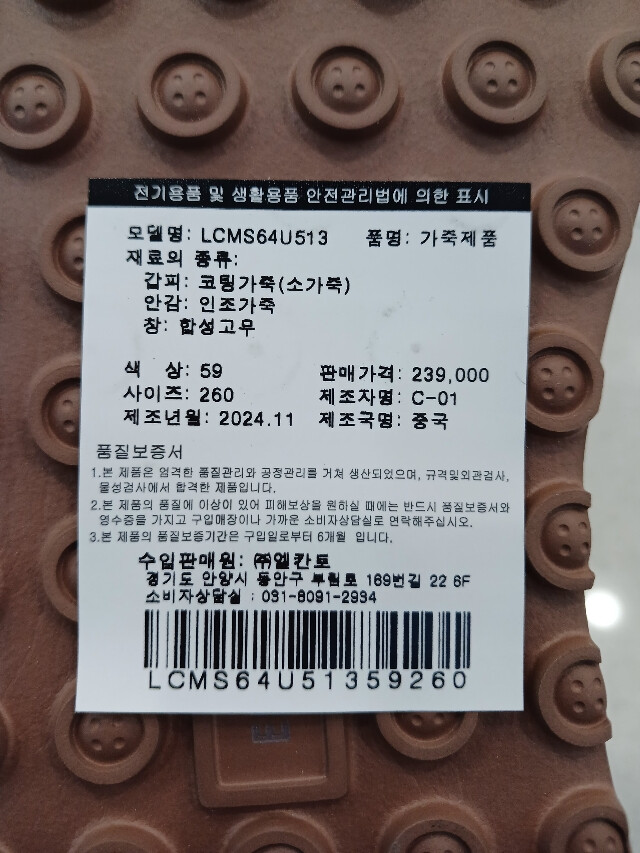 전기용품 및 생활용품 안전관리법에 의한 표시
모델명: LCMS64U513 품명: 가죽제품
재료의 종류:
갑피: 코팅가죽(소가죽)
안감: 인조가죽
창: 합성고무
색 상: 59 판매가격: 239,000
사이즈: 260 제조자명: C-01
제조년월: 2024.11 제조국명: 중국
품질보증서
1.본 제품은 엄격한 품질관리와 공정관리를 거쳐 생산되었으며, 규격및외관검사,
물성검사에서 합격한 제품입니다.
2.본 제품의 품질에 이상이 있어 피해보상을 원하실 때에는 반드시 품질보증서와
영수증을 가지고 구입매장이나 가까운 소비자상담실로 연락해주십시오.
3.본 제품의 품질보증기간은 구입일로부터 6개월 입니다.
수입판매원: ㈜엘칸토
경기도 안양시 동안구 부림로 169번길 22 6F
소비자상담실 : 031-8091-2934
LCMS64U51359260